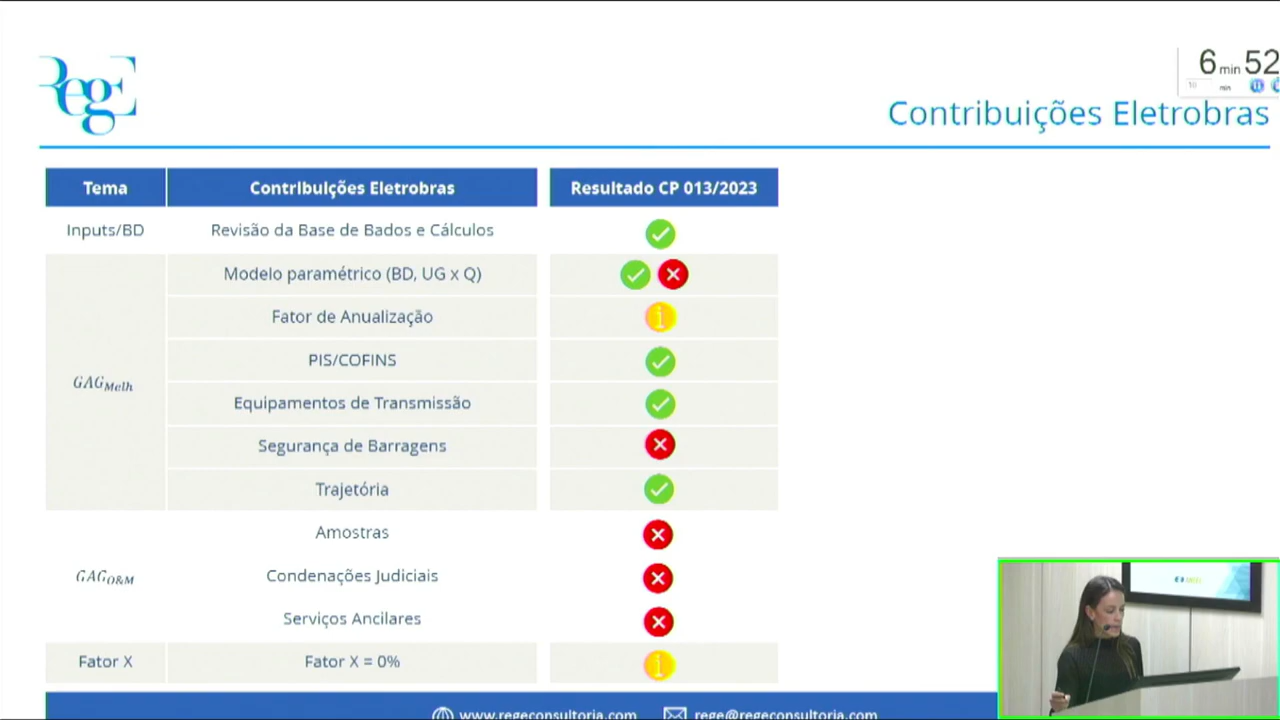 RegE
6 min 52
10 min
Contribuições Eletrobras
Tema Contribuições Eletrobras Resultado CP 013/2023
Inputs/BD Revisão da Base de Bados e Cálculos
Modelo paramétrico (BD, UG x Q)
Fator de Anualização
PIS/COFINS
GAG_Melh
Equipamentos de Transmissão
Segurança de Barragens
Trajetória
Amostras
GAG_O&M Condenações Judiciais
Serviços Ancilares
Fator X Fator X = 0%
www.regeconsultoria.com rege@regeconsultoria.com